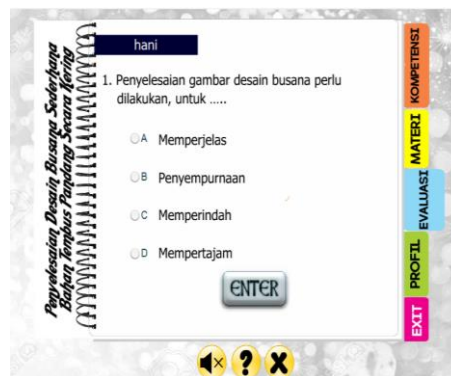 Penyelesaian Desain Busana Sederhana
Bahan Tembus Pandang Secara Kering
hani
1. Penyelesaian gambar desain busana perlu
dilakukan, untuk .....
A Memperjelas
B Penyempurnaan
C Memperindah
D Mempertajam
ENTER
KOMPETENSI
MATERI
EVALUASI
PROFIL
EXIT
? X